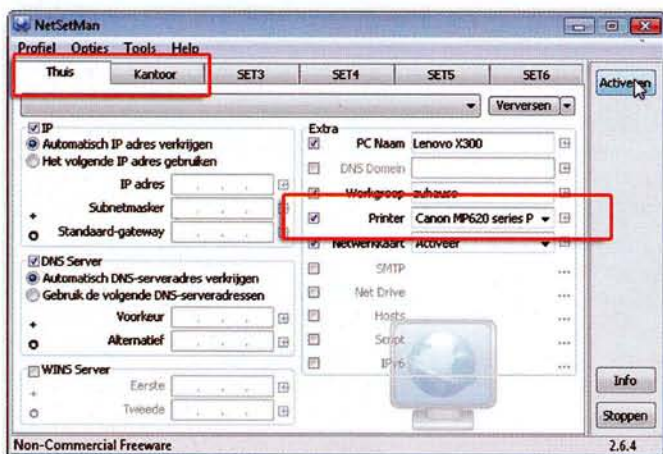 NetSetMan
Profiel Opties Tools Help
Thuis Kantoor SET3 SET4 SET5 SET6
Activeren
Verversen
IP
Automatisch IP adres verkrijgen
Het volgende IP adres gebruiken
IP adres
Subnetmasker
Standaard-gateway
DNS Server
Automatisch DNS-serveradres verkrijgen
Gebruik de volgende DNS-serveradressen
Voorkeur
Alternatief
WINS Server
Eerste
Tweede
Extra
PC Naam Lenovo X300
DNS Domein
Workgroep zuhause
Printer Canon MP620 series P
Netwerkkaart Activeer
SMTP ...
Net Drive ...
Hosts ...
Script ...
IPv6 ...
Info
Stoppen
Non-Commercial Freeware 2.6.4